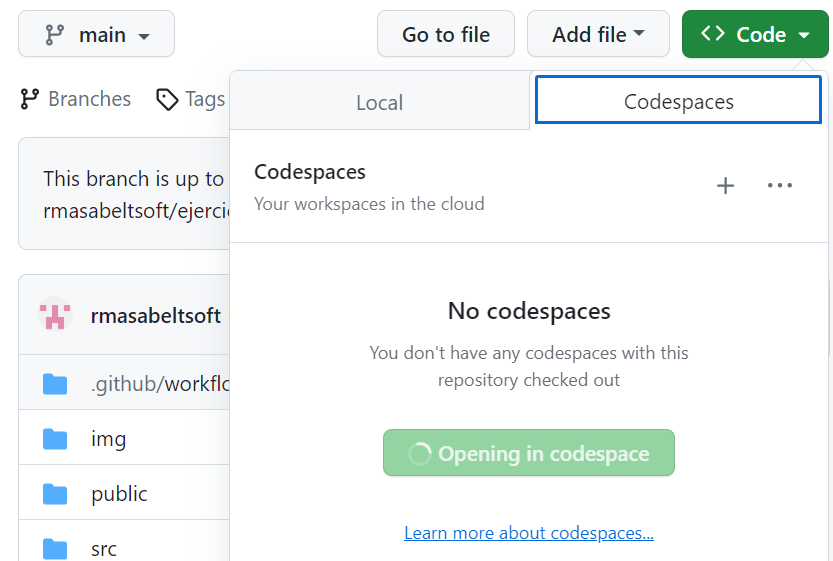 main
Go to file
Add file
Code
Branches
Tags
Local
Codespaces
Codespaces
Your workspaces in the cloud
This branch is up to
rmasabeltsoft/ejerci
No codespaces
You don't have any codespaces with this
repository checked out
Opening in codespace
Learn more about codespaces...
rmasabeltsoft
.github/workflo
img
public
src